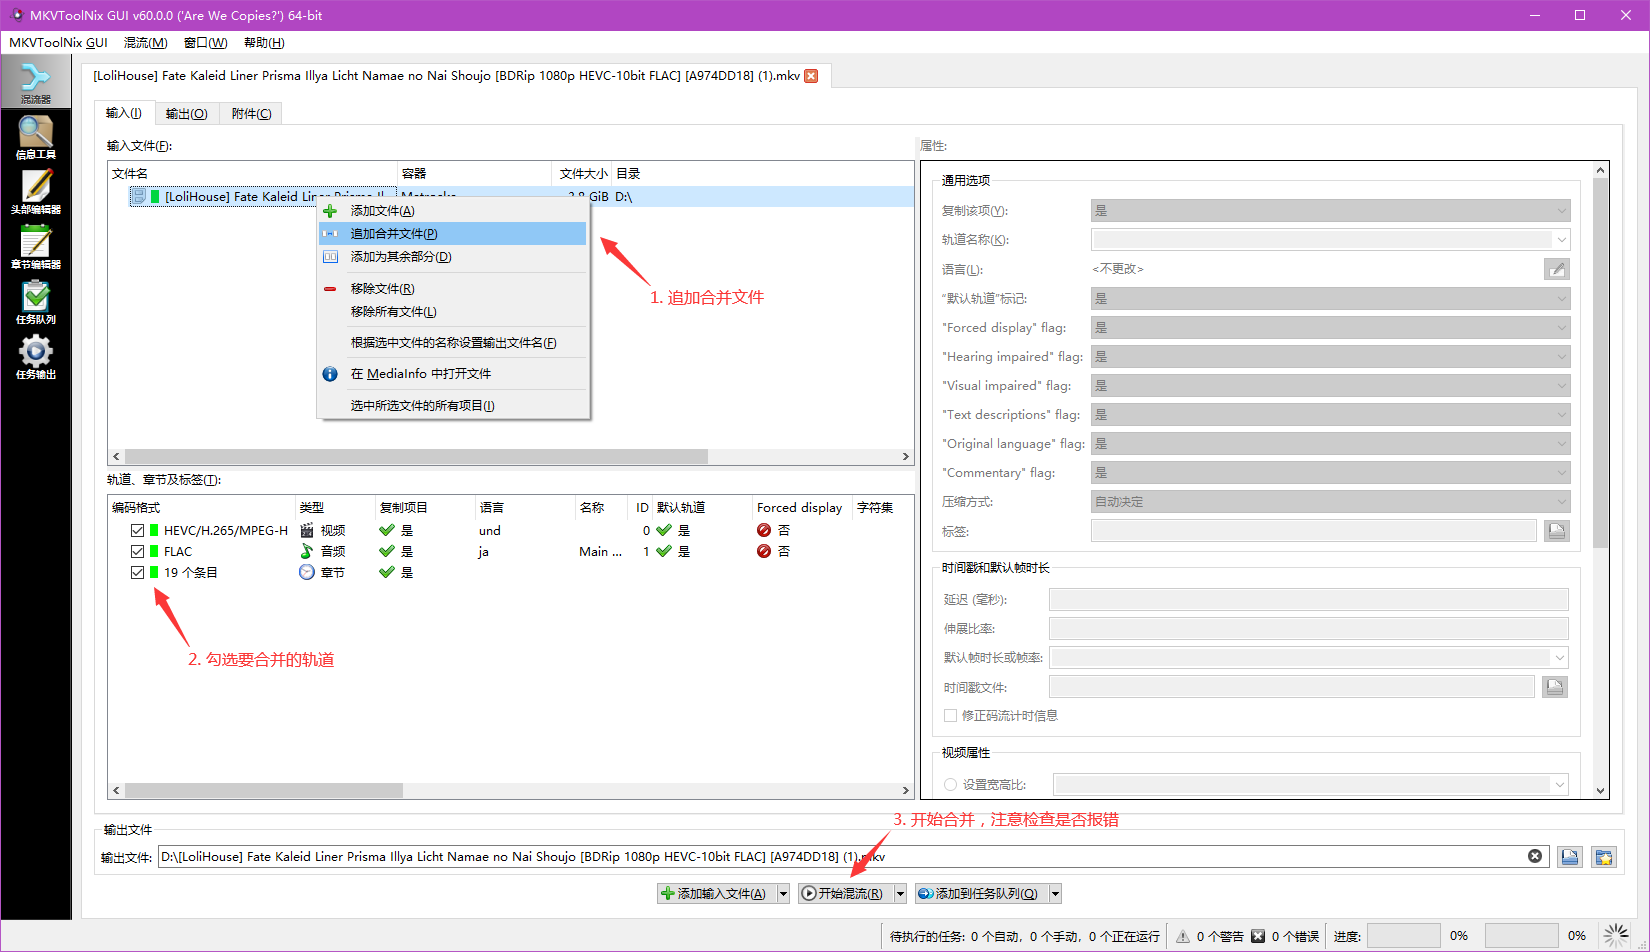 MKVToolNix GUI v60.0.0 ('Are We Copies?') 64-bit
MKVToolNix GUI 混流(M) 窗口(W) 帮助(H)
混流器
信息工具
头部编辑器
章节编辑器
任务队列
任务输出
[LoliHouse] Fate Kaleid Liner Prisma Illya Licht Namae no Nai Shoujo [BDRip 1080p HEVC-10bit FLAC] [A974DD18] (1).mkv
输入(I) 输出(O) 附件(C)
输入文件(F):
文件名 容器 文件大小 目录
[LoliHouse] Fate Kaleid Liner Prisma Il... GiB D:\
添加文件(A)
追加合并文件(P)
添加为其余部分(D)
移除文件(R)
移除所有文件(L)
根据选中文件的名称设置输出文件名(F)
在 MediaInfo 中打开文件
选中所选文件的所有项目(I)
1. 追加合并文件
轨道、章节及标签(T):
编码格式 类型 复制项目 语言 名称 ID 默认轨道 Forced display 字符集
HEVC/H.265/MPEG-H 视频 是 und 0 是 否
FLAC 音频 是 ja Main ... 1 是 否
19 个条目 章节 是
2. 勾选要合并的轨道
属性:
通用选项
复制该项(Y): 是
轨道名称(K):
语言(L): <不更改>
“默认轨道”标记: 是
"Forced display" flag: 是
"Hearing impaired" flag: 是
"Visual impaired" flag: 是
"Text descriptions" flag: 是
"Original language" flag: 是
"Commentary" flag: 是
压缩方式: 自动决定
标签:
时间戳和默认帧时长
延迟 (毫秒):
伸展比率:
默认帧时长或帧率:
时间戳文件:
修正码流计时信息
视频属性
设置宽高比:
3. 开始合并，注意检查是否报错
输出文件
输出文件: D:\[LoliHouse] Fate Kaleid Liner Prisma Illya Licht Namae no Nai Shoujo [BDRip 1080p HEVC-10bit FLAC] [A974DD18] (1).mkv
添加输入文件(A) 开始混流(R) 添加到任务队列(Q)
待执行的任务: 0 个自动, 0 个手动, 0 个正在运行 0 个警告 0 个错误 进度: 0% 0%